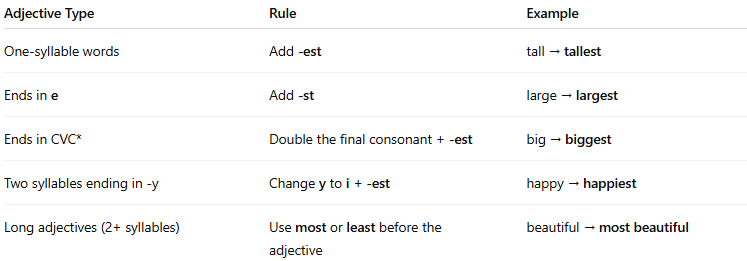 Adjective Type Rule Example
One-syllable words Add -est tall → tallest
Ends in e Add -st large → largest
Ends in CVC* Double the final consonant + -est big → biggest
Two syllables ending in -y Change y to i + -est happy → happiest
Long adjectives (2+ syllables) Use most or least before the beautiful → most beautiful
adjective